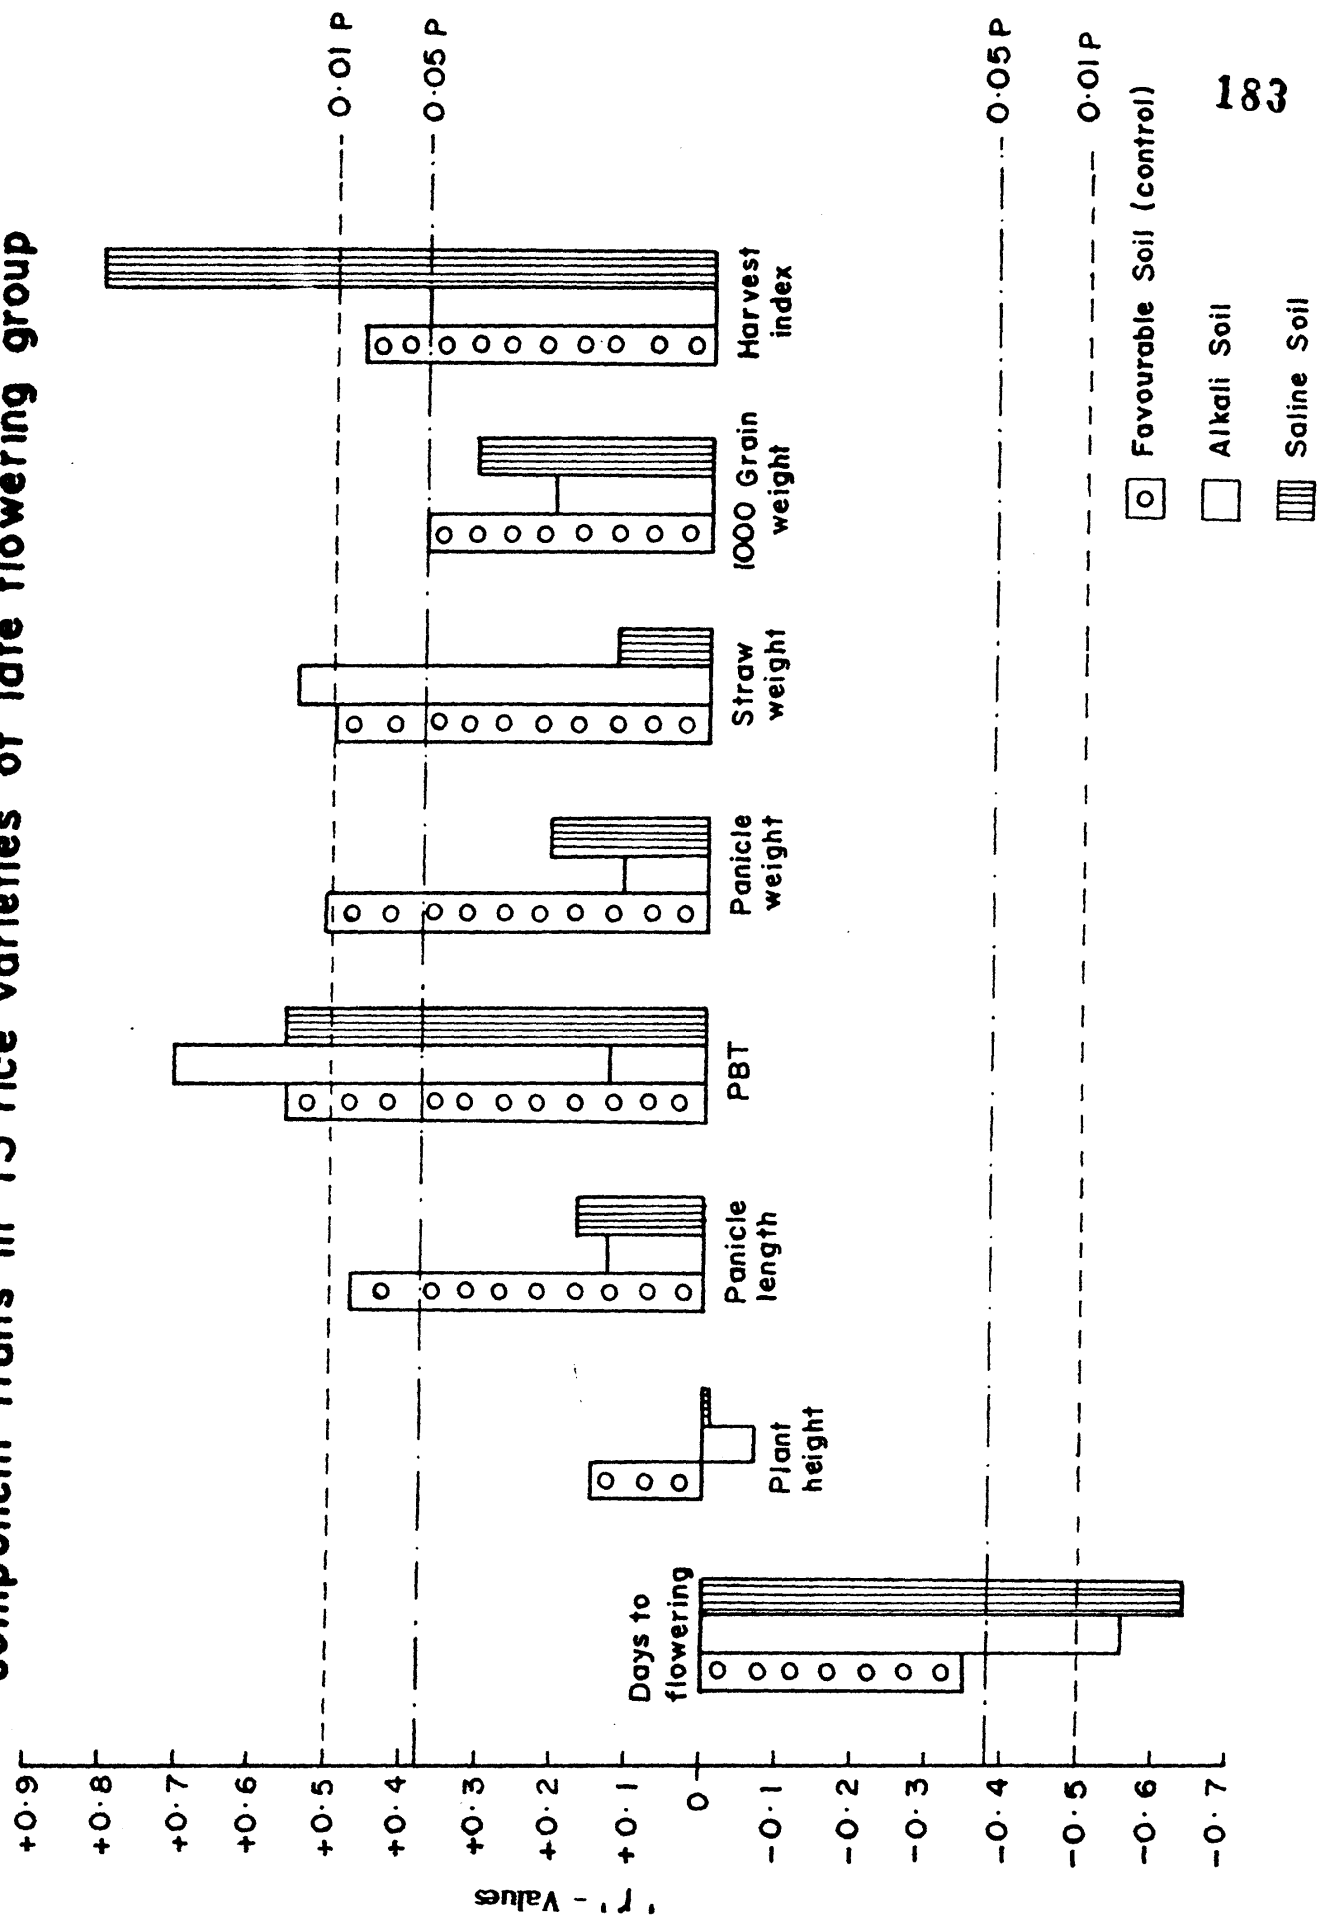 component traits in 15 rice varieties of late flowering group
'r' - Values
+0·9
+0·8
+0·7
+0·6
+0·5
+0·4
+0·3
+0·2
+0·1
0
-0·1
-0·2
-0·3
-0·4
-0·5
-0·6
-0·7
0·01 P
0·05 P
0·05 P
0·01 P
Days to
flowering
Plant
height
Panicle
length
PBT
Panicle
weight
Straw
weight
1000 Grain
weight
Harvest
index
Favourable Soil (control)
Alkali Soil
Saline Soil
183